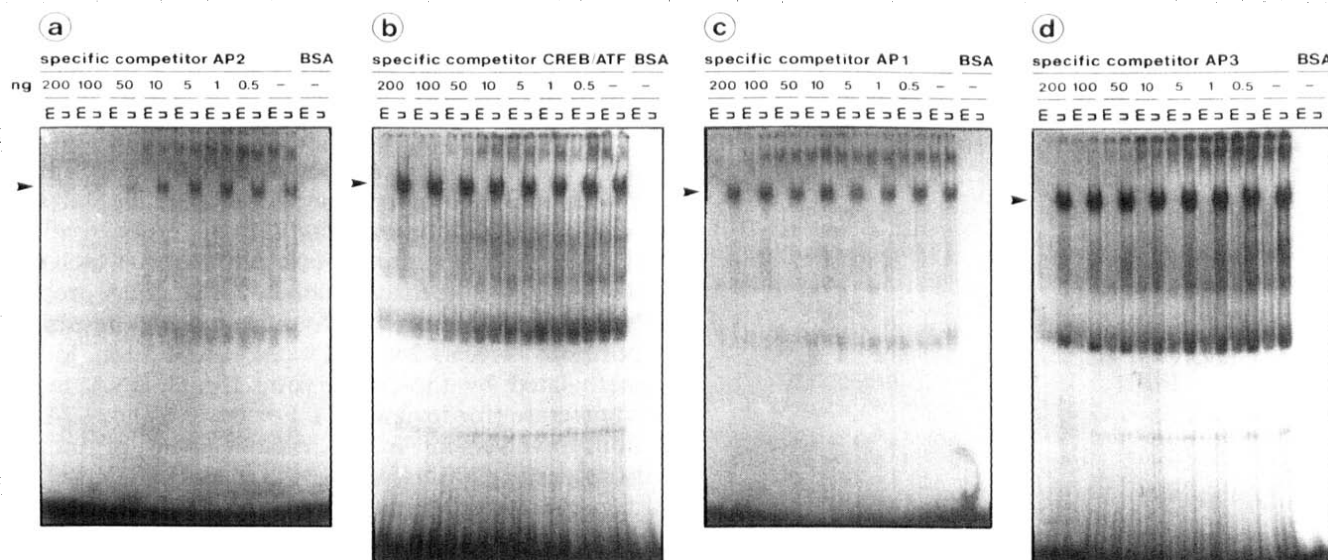 a
specific competitor AP2 BSA
ng 200 100 50 10 5 1 0.5 – –
b
specific competitor CREB/ATF BSA
200 100 50 10 5 1 0.5 – –
c
specific competitor AP1 BSA
200 100 50 10 5 1 0.5 – –
d
specific competitor AP3 BSA
200 100 50 10 5 1 0.5 – –